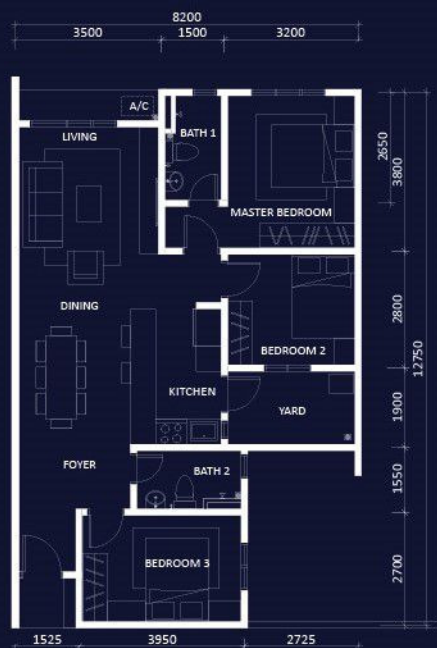 8200
3500
1500
3200
A/C
LIVING
BATH 1
2650
3800
MASTER BEDROOM
DINING
2800
BEDROOM 2
12750
KITCHEN
YARD
1900
FOYER
BATH 2
1550
BEDROOM 3
2700
1525
3950
2725